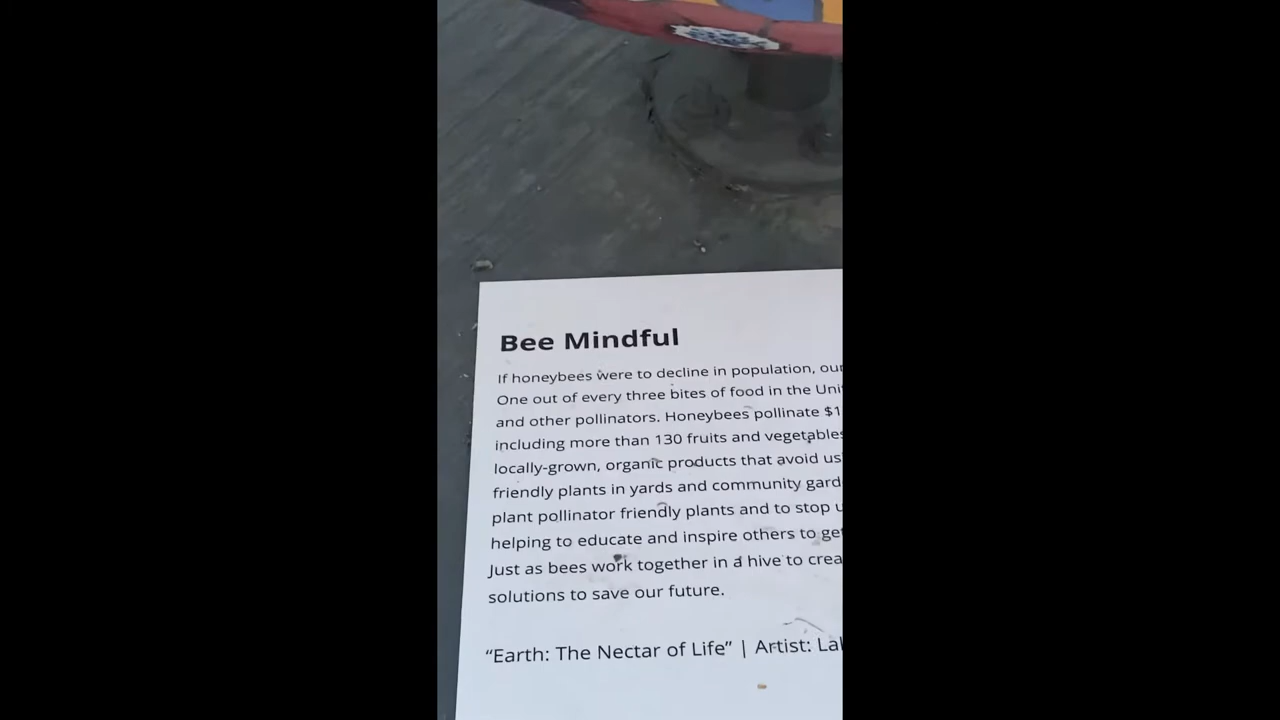 Bee Mindful
If honeybees were to decline in population, our
One out of every three bites of food in the Uni
and other pollinators. Honeybees pollinate $1
including more than 130 fruits and vegetables
locally-grown, organic products that avoid us
friendly plants in yards and community gard
plant pollinator friendly plants and to stop u
helping to educate and inspire others to get
Just as bees work together in a hive to crea
solutions to save our future.
“Earth: The Nectar of Life” | Artist: Lak